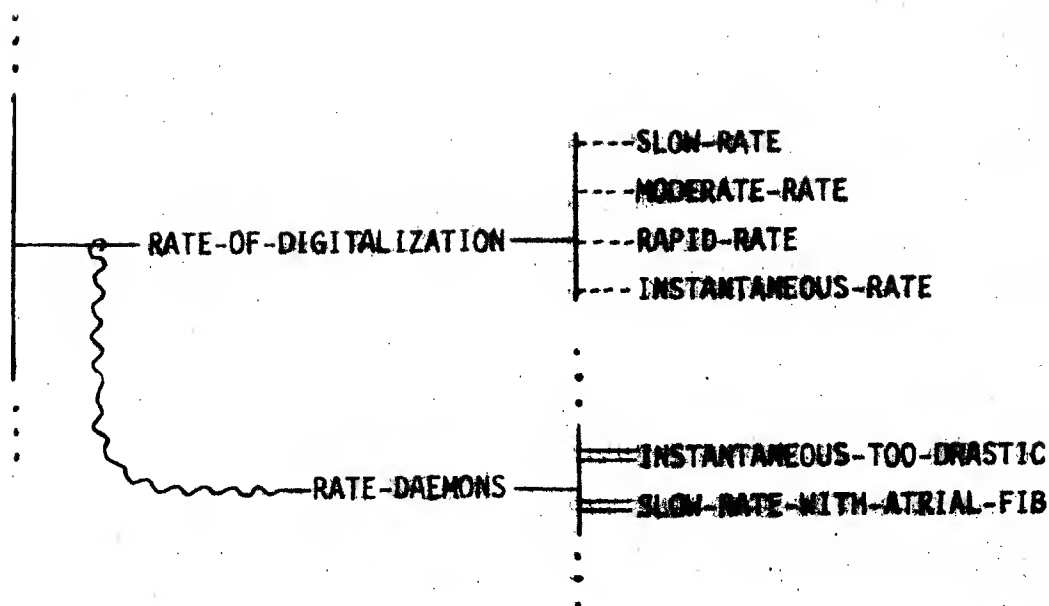 SLOW-RATE
MODERATE-RATE
RATE-OF-DIGITALIZATION
RAPID-RATE
INSTANTANEOUS-RATE
INSTANTANEOUS-TOO-DRASTIC
RATE-DAEMONS
SLOW-RATE-WITH-ATRIAL-FIB